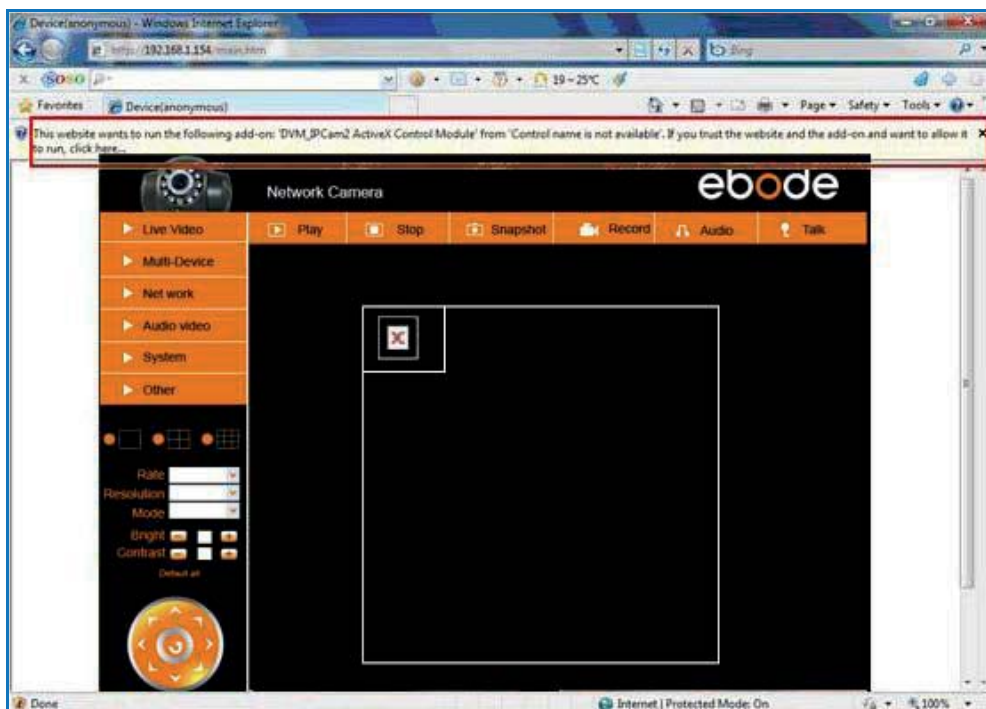 Device(anonymous) - Windows Internet Explorer
http://192.168.1.154/main.htm
Bing
SOSO
19~25℃
Favorites
Device(anonymous)
Page
Safety
Tools
This website wants to run the following add-on: 'DVM_IPCam2 ActiveX Control Module' from 'Control name is not available'. If you trust the website and the add-on and want to allow it
to run, click here...
Network Camera
ebode
Live Video
Play
Stop
Snapshot
Record
Audio
Talk
Multi-Device
Net work
Audio video
System
Other
Rate
Resolution
Mode
Bright
Contrast
Default all
Done
Internet | Protected Mode: On
100%